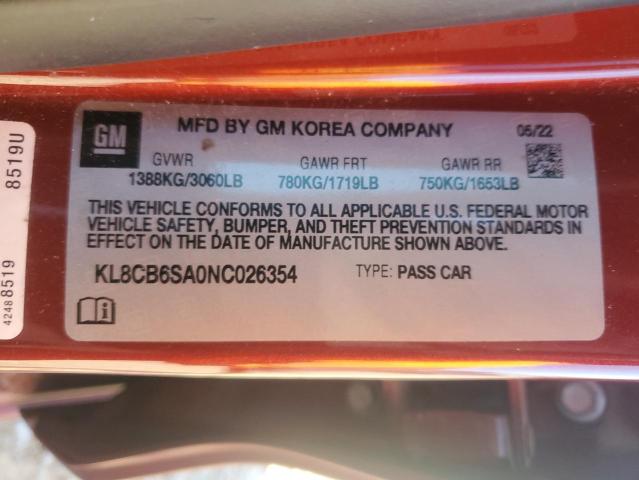 GM
MFD BY GM KOREA COMPANY
05/22
GVWR
GAWR FRT
GAWR RR
1388KG/3060LB
780KG/1719LB
750KG/1653LB
THIS VEHICLE CONFORMS TO ALL APPLICABLE U.S. FEDERAL MOTOR
VEHICLE SAFETY, BUMPER, AND THEFT PREVENTION STANDARDS IN
EFFECT ON THE DATE OF MANUFACTURE SHOWN ABOVE.
KL8CB6SA0NC026354
TYPE: PASS CAR
8519U
42488519